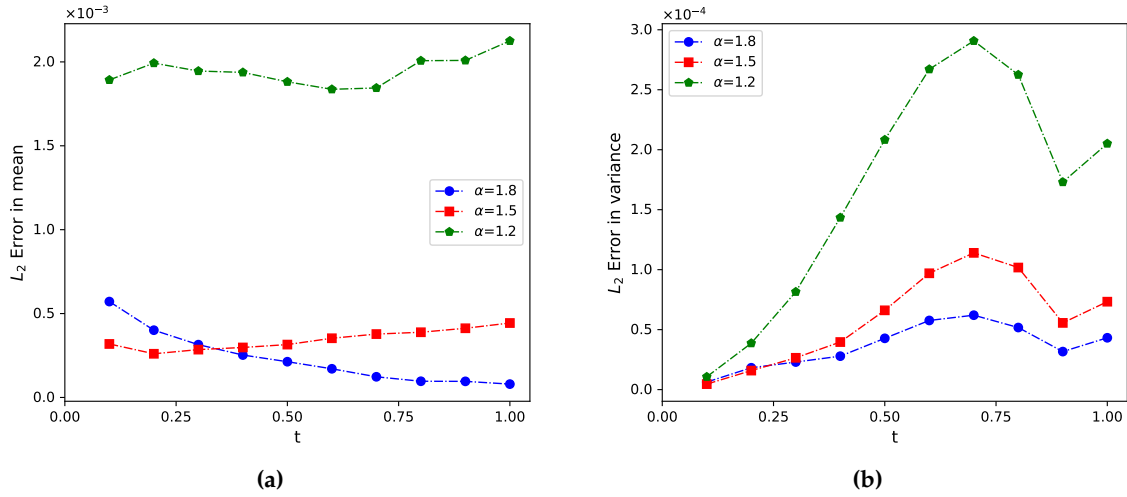 ×10⁻³
2.0
1.5
1.0
0.5
0.0
L₂ Error in mean
α=1.8
α=1.5
α=1.2
0.00
0.25
0.50
0.75
1.00
t
(a)
×10⁻⁴
3.0
2.5
2.0
1.5
1.0
0.5
0.0
L₂ Error in variance
α=1.8
α=1.5
α=1.2
0.00
0.25
0.50
0.75
1.00
t
(b)